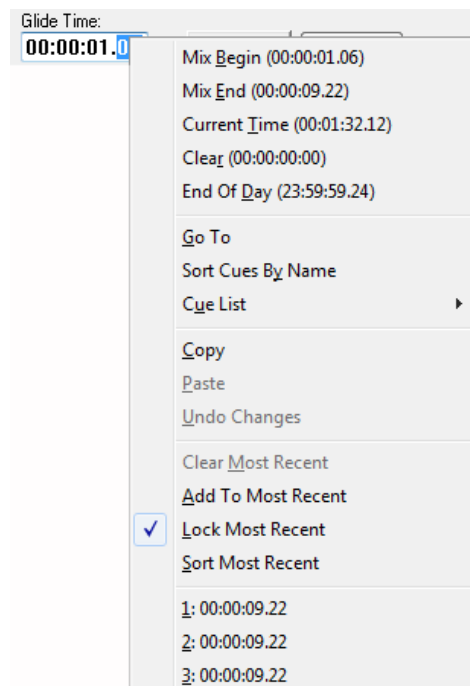 Glide Time:
00:00:01.0
Mix Begin (00:00:01.06)
Mix End (00:00:09.22)
Current Time (00:01:32.12)
Clear (00:00:00:00)
End Of Day (23:59:59.24)
Go To
Sort Cues By Name
Cue List
Copy
Paste
Undo Changes
Clear Most Recent
Add To Most Recent
Lock Most Recent
Sort Most Recent
1: 00:00:09.22
2: 00:00:09.22
3: 00:00:09.22